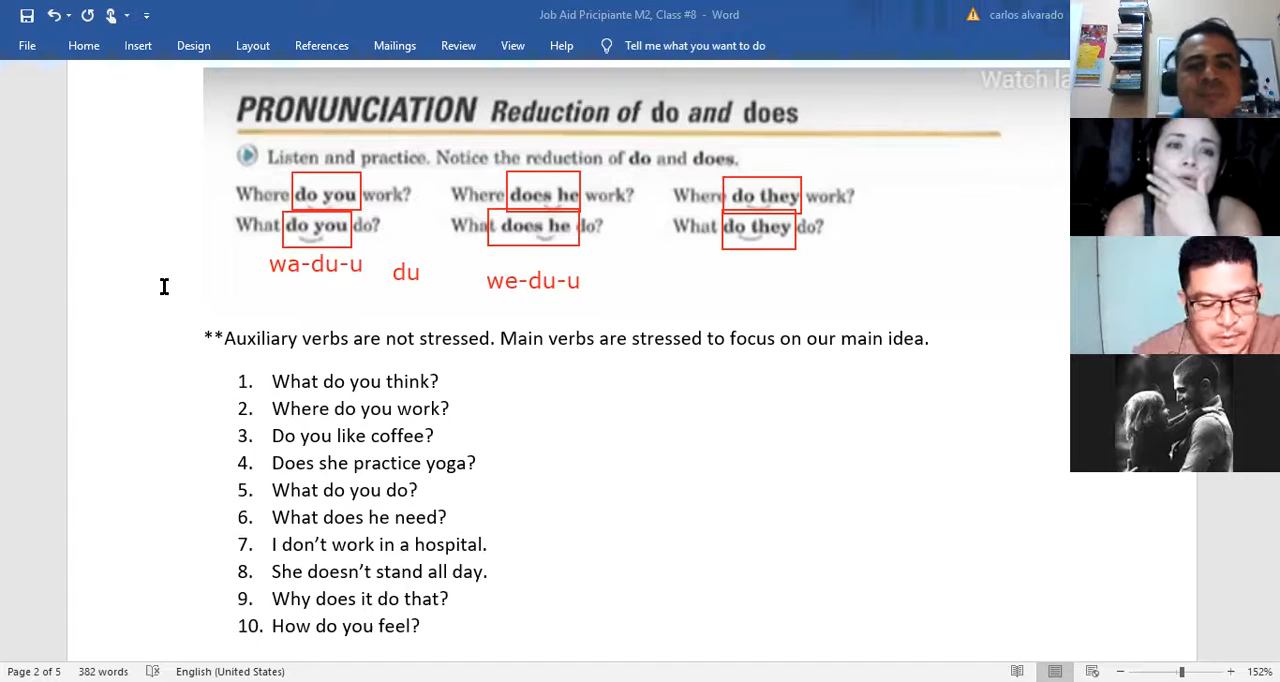 Job Aid Pricipiante M2, Class #8 - Word
carlos alvarado
File Home Insert Design Layout References Mailings Review View Help Tell me what you want to do
Watch la
PRONUNCIATION Reduction of do and does
Listen and practice. Notice the reduction of do and does.
Where do you work? Where does he work? Where do they work?
What do you do? What does he do? What do they do?
wa-du-u du we-du-u
**Auxiliary verbs are not stressed. Main verbs are stressed to focus on our main idea.
1. What do you think?
2. Where do you work?
3. Do you like coffee?
4. Does she practice yoga?
5. What do you do?
6. What does he need?
7. I don’t work in a hospital.
8. She doesn’t stand all day.
9. Why does it do that?
10. How do you feel?
Page 2 of 5 382 words English (United States) 152%